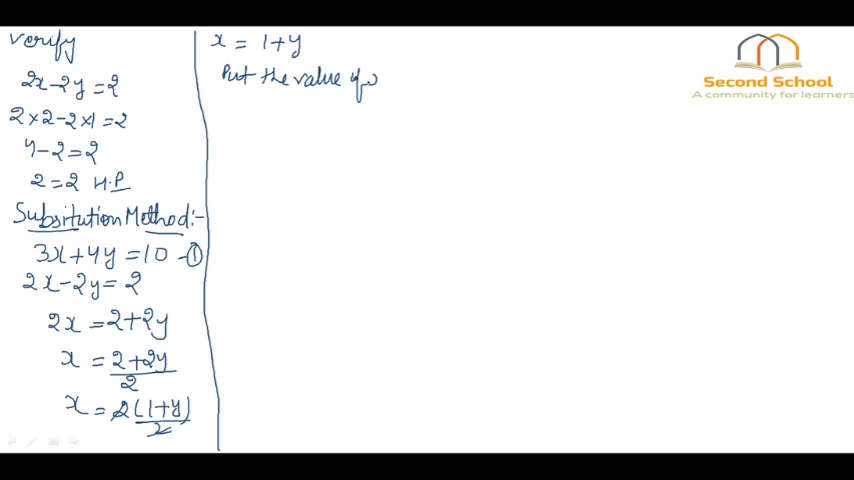 Verify
2x-2y=2
2×2-2×1=2
4-2=2
2=2 H.P
Subsitution Method:-
3x+4y=10 -①
2x-2y=2
2x=2+2y
x=2+2y/2
x=2(1+y)/2
x=1+y
Put the value of
Second School
A community for learners